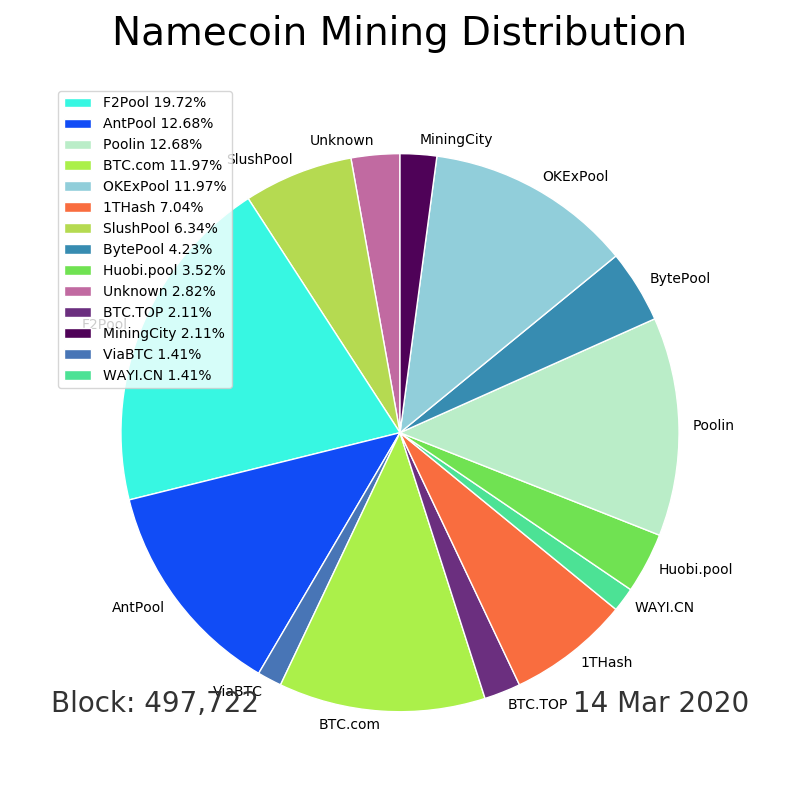 Namecoin Mining Distribution
F2Pool 19.72%
AntPool 12.68%
Poolin 12.68%
BTC.com 11.97%
OKExPool 11.97%
1THash 7.04%
SlushPool 6.34%
BytePool 4.23%
Huobi.pool 3.52%
Unknown 2.82%
BTC.TOP 2.11%
MiningCity 2.11%
ViaBTC 1.41%
WAYI.CN 1.41%
Unknown
MiningCity
SlushPool
OKExPool
BytePool
F2Pool
Poolin
Huobi.pool
AntPool
WAYI.CN
1THash
ViaBTC
BTC.TOP
BTC.com
Block: 497,722
14 Mar 2020